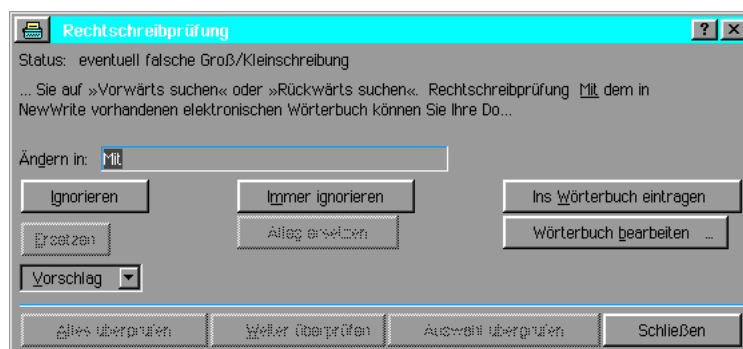 Rechtschreibprüfung
Status: eventuell falsche Groß/Kleinschreibung
... Sie auf »Vorwärts suchen« oder »Rückwärts suchen«. Rechtschreibprüfung Mit dem in
NewWrite vorhandenen elektronischen Wörterbuch können Sie Ihre Do...
Ändern in: Mit
Ignorieren Immer ignorieren Ins Wörterbuch eintragen
Ersetzen Alles ersetzen Wörterbuch bearbeiten ...
Vorschlag
Alles überprüfen Weiter überprüfen Auswahl überprüfen Schließen